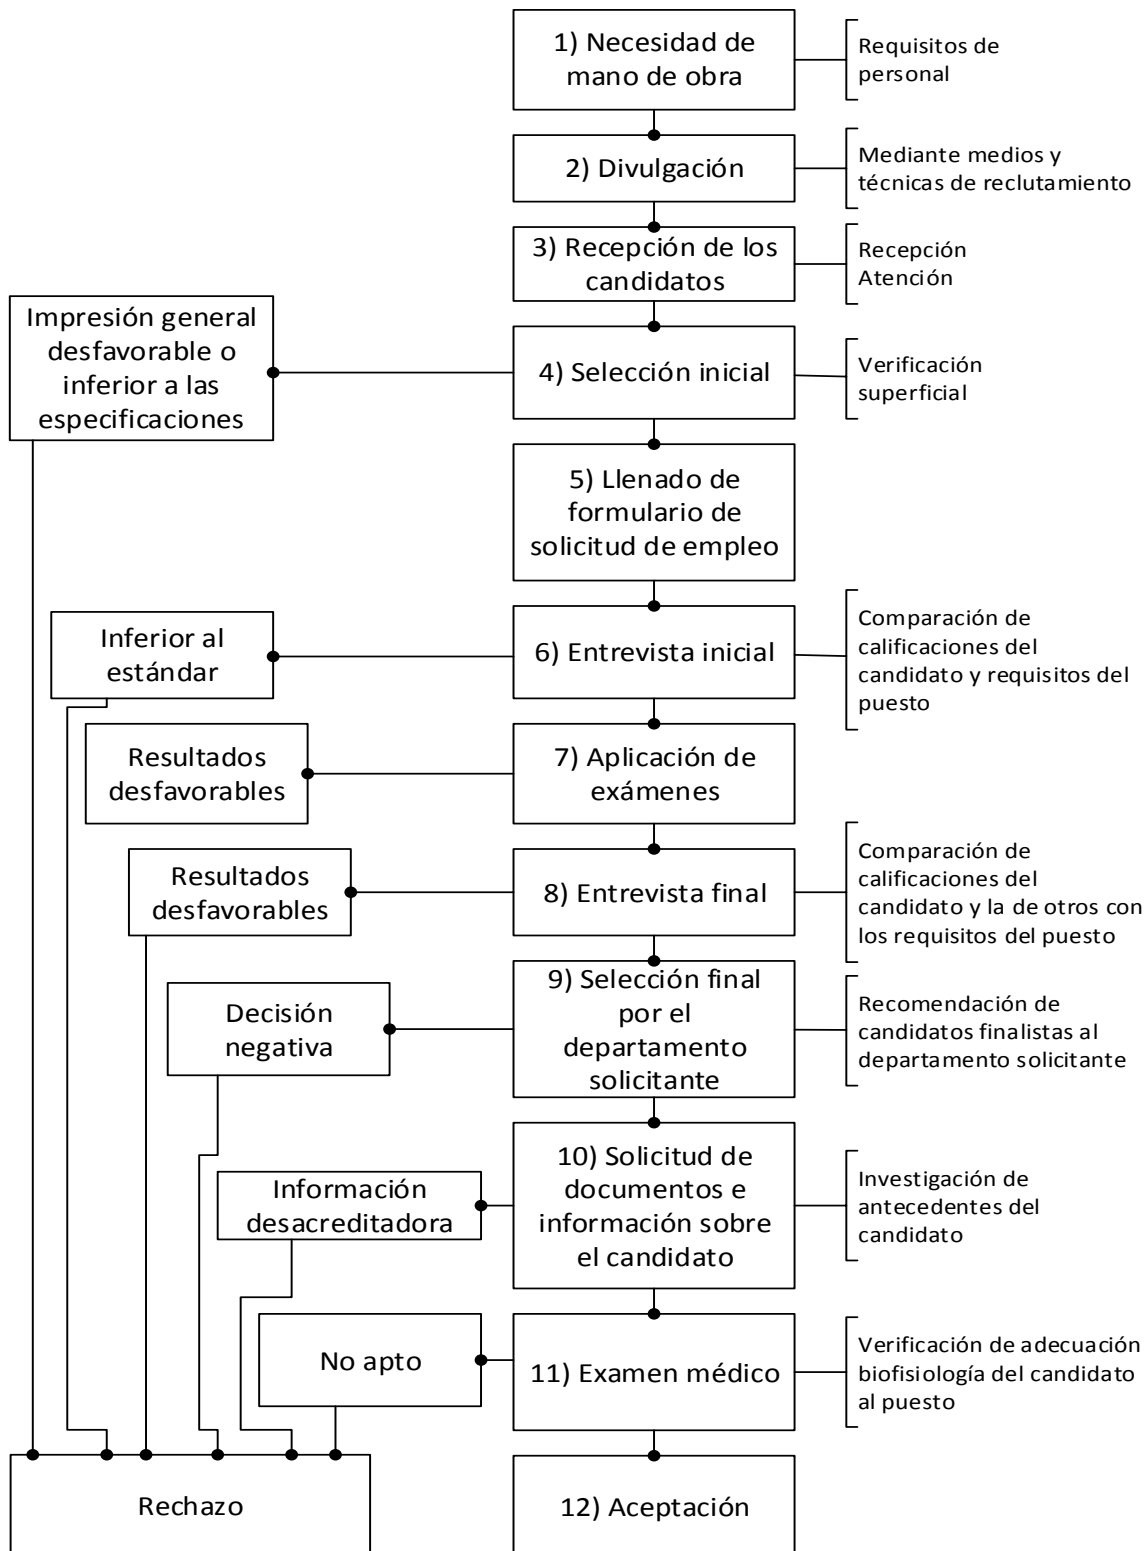 1) Necesidad de
mano de obra
Requisitos de
personal
2) Divulgación
Mediante medios y
técnicas de reclutamiento
3) Recepción de los
candidatos
Recepción
Atención
Impresión general
desfavorable o
inferior a las
especificaciones
4) Selección inicial
Verificación
superficial
5) Llenado de
formulario de
solicitud de empleo
Inferior al
estándar
6) Entrevista inicial
Comparación de
calificaciones del
candidato y requisitos del
puesto
Resultados
desfavorables
7) Aplicación de
exámenes
Resultados
desfavorables
8) Entrevista final
Comparación de
calificaciones del
candidato y la de otros con
los requisitos del puesto
Decisión
negativa
9) Selección final
por el
departamento
solicitante
Recomendación de
candidatos finalistas al
departamento solicitante
Información
desacreditadora
10) Solicitud de
documentos e
información sobre
el candidato
Investigación de
antecedentes del
candidato
No apto
11) Examen médico
Verificación de adecuación
biofisiología del candidato
al puesto
Rechazo
12) Aceptación